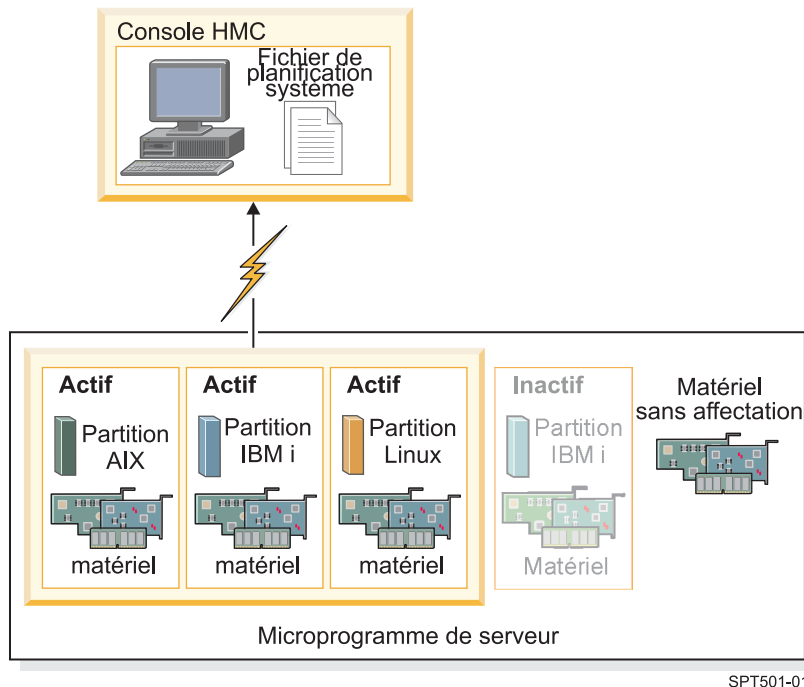 Console HMC
Fichier de
planification
système
Actif
Partition
AIX
matériel
Actif
Partition
IBM i
matériel
Actif
Partition
Linux
matériel
Inactif
Partition
IBM i
Matériel
Matériel
sans affectation
Microprogramme de serveur
SPT501-01